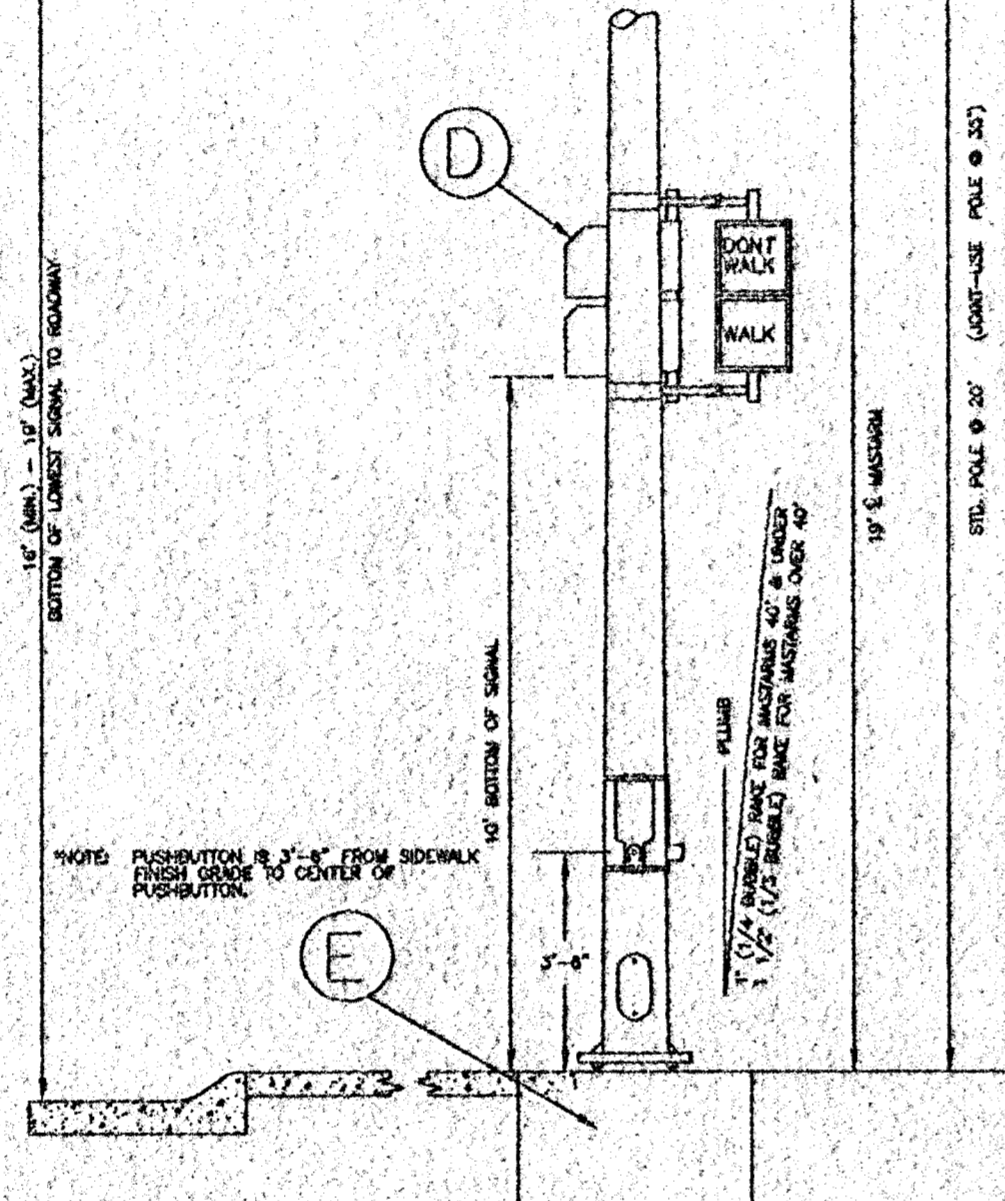 D
DONT
WALK
WALK
16' (MIN.) - 19' (MAX.)
BOTTOM OF LOWEST SIGNAL TO ROADWAY
10' BOTTOM OF SIGNAL
19' ℄ MASTARM
STD. POLE @ 20' (JOINT-USE POLE @ 35')
PLUMB
1" (1/4 BUBBLE) RAKE FOR MASTARMS 40' & UNDER
1 1/2" (1/3 BUBBLE) RAKE FOR MASTARMS OVER 40'
*NOTE: PUSHBUTTON IS 3'-6" FROM SIDEWALK
FINISH GRADE TO CENTER OF
PUSHBUTTON.
3'-6"
E